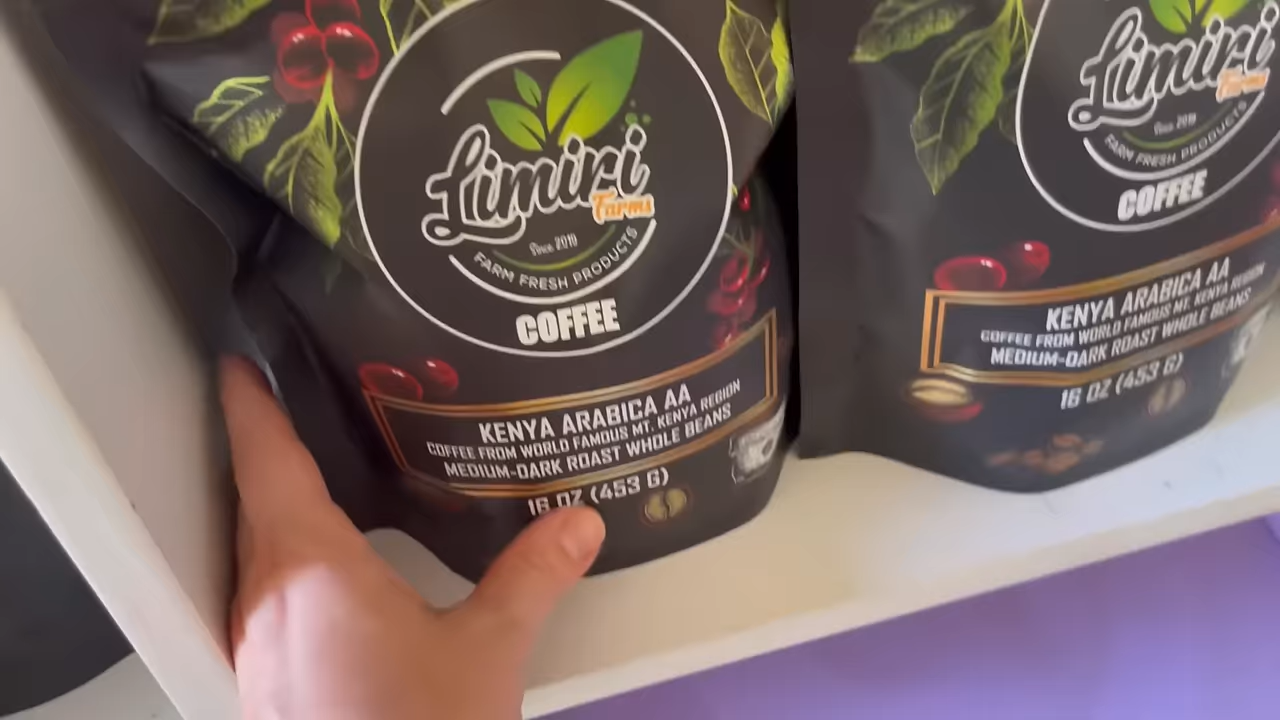 Limiri
Farms
Since 2019
FARM FRESH PRODUCTS
COFFEE
KENYA ARABICA AA
COFFEE FROM WORLD FAMOUS MT. KENYA REGION
MEDIUM-DARK ROAST WHOLE BEANS
16 OZ (453 G)
Limiri
Farms
Since 2019
FARM FRESH PRODUCTS
COFFEE
KENYA ARABICA AA
COFFEE FROM WORLD FAMOUS MT. KENYA REGION
MEDIUM-DARK ROAST WHOLE BEANS
16 OZ (453 G)